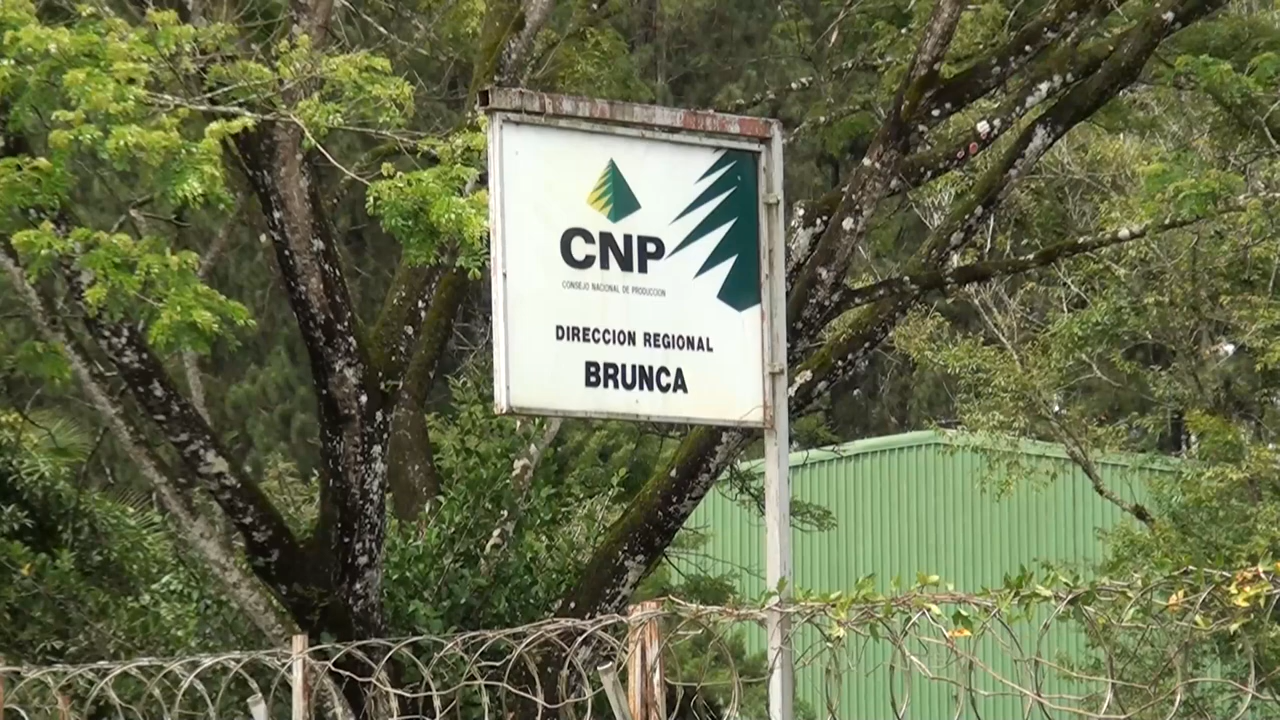 CNP
CONSEJO NACIONAL DE PRODUCCION
DIRECCION REGIONAL
BRUNCA